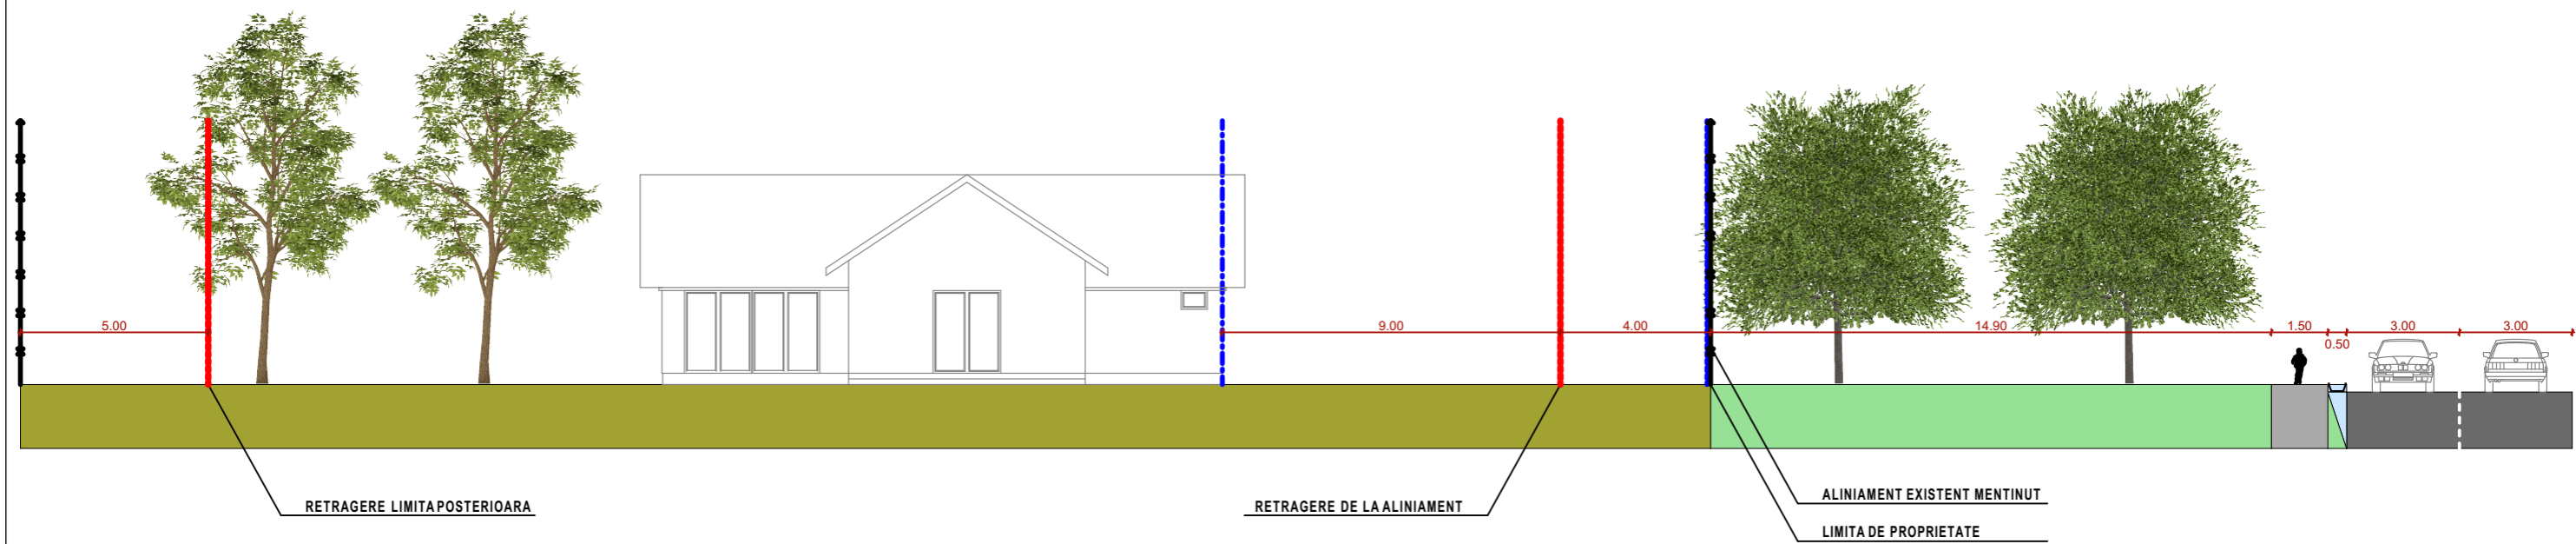 5.00
9.00
4.00
14.90
1.50
0.50
3.00
3.00
RETRAGERE LIMITA POSTERIOARA
RETRAGERE DE LA ALINIAMENT
ALINIAMENT EXISTENT MENTINUT
LIMITA DE PROPRIETATE